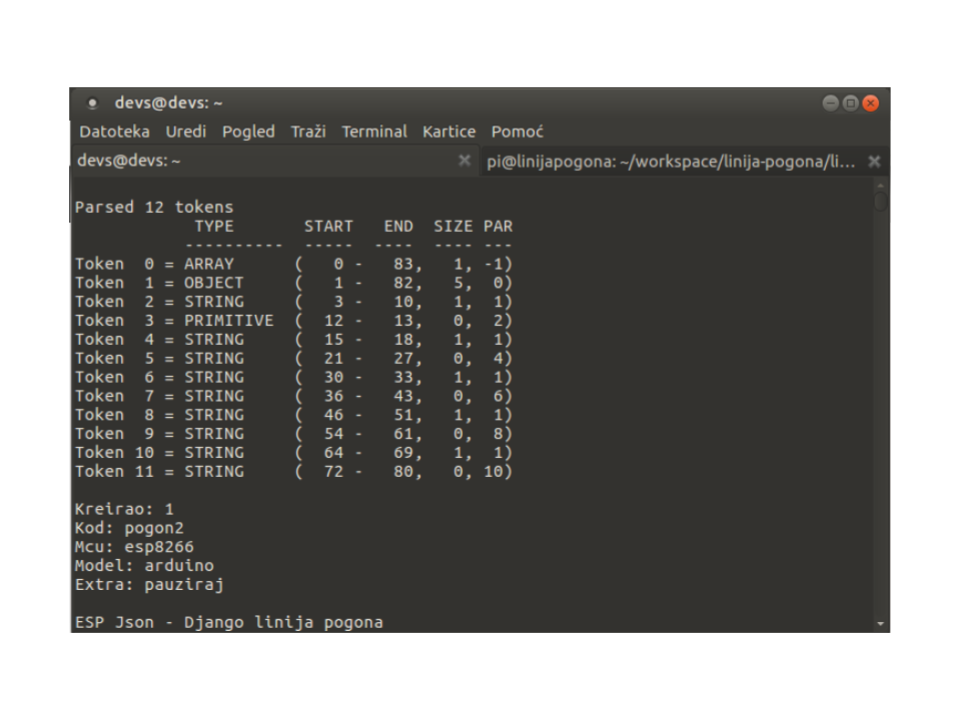 devs@devs: ~
Datoteka Uredi Pogled Traži Terminal Kartice Pomoć
devs@devs: ~ pi@linijapogona: ~/workspace/linija-pogona/li...
Parsed 12 tokens
TYPE START END SIZE PAR
---------- ----- ---- ---- ---
Token 0 = ARRAY ( 0 - 83, 1, -1)
Token 1 = OBJECT ( 1 - 82, 5, 0)
Token 2 = STRING ( 3 - 10, 1, 1)
Token 3 = PRIMITIVE ( 12 - 13, 0, 2)
Token 4 = STRING ( 15 - 18, 1, 1)
Token 5 = STRING ( 21 - 27, 0, 4)
Token 6 = STRING ( 30 - 33, 1, 1)
Token 7 = STRING ( 36 - 43, 0, 6)
Token 8 = STRING ( 46 - 51, 1, 1)
Token 9 = STRING ( 54 - 61, 0, 8)
Token 10 = STRING ( 64 - 69, 1, 1)
Token 11 = STRING ( 72 - 80, 0, 10)
Kreirao: 1
Kod: pogon2
Mcu: esp8266
Model: arduino
Extra: pauziraj
ESP Json - Django linija pogona